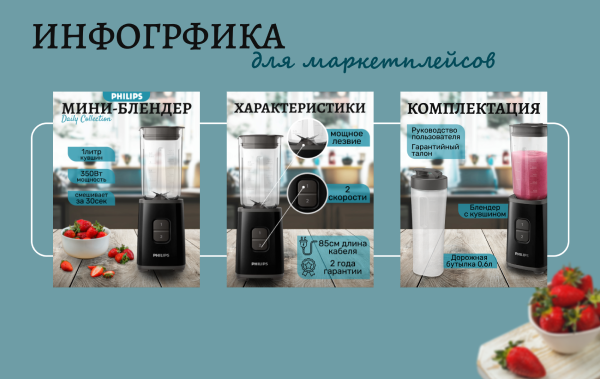 ИНФОГРФИКА
для маркетплейсов
PHILIPS
МИНИ-БЛЕНДЕР
Daily Collection
1литр
кувшин
350Вт
мощность
смешивает
за 30сек
PHILIPS
ХАРАКТЕРИСТИКИ
мощное
лезвие
2
скорости
85см длина
кабеля
2 года
гарантии
PHILIPS
КОМПЛЕКТАЦИЯ
Руководство
пользователя
Гарантийный
талон
Блендер
с кувшином
Дорожная
бутылка 0,6л
PHILIPS